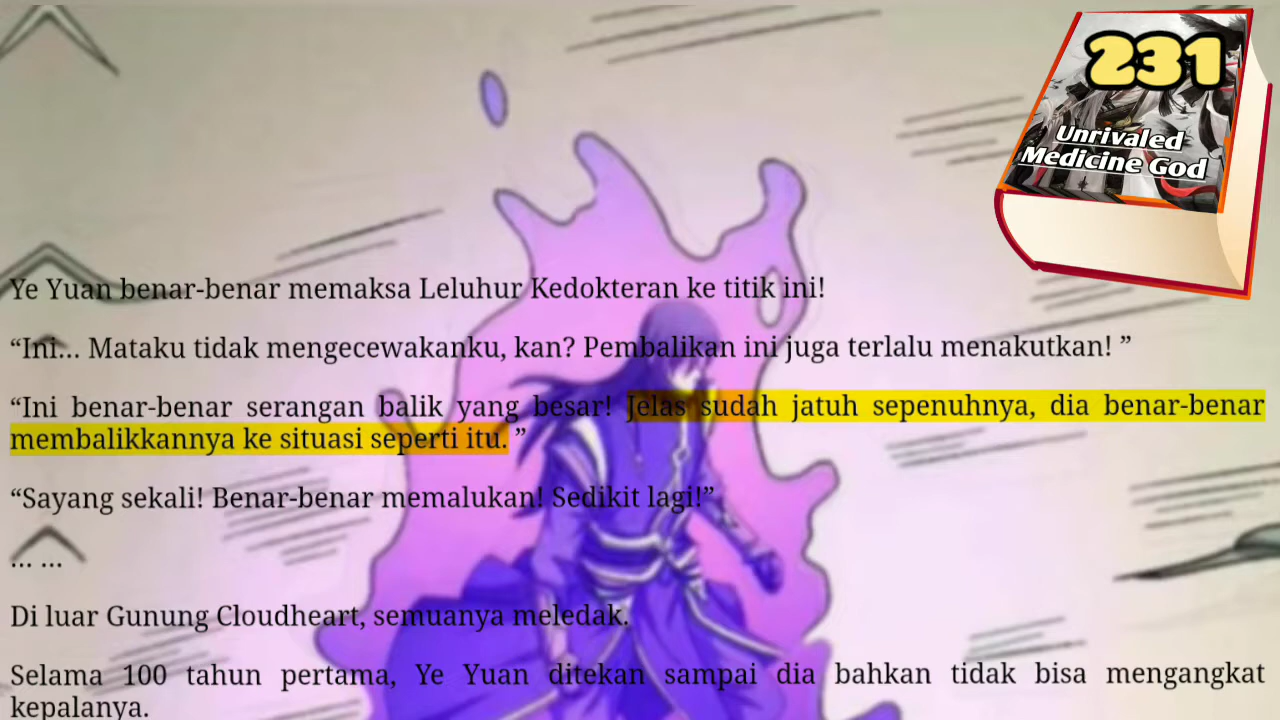 231
Unrivaled
Medicine God
Ye Yuan benar-benar memaksa Leluhur Kedokteran ke titik ini!
“Ini... Mataku tidak mengecewakanku, kan? Pembalikan ini juga terlalu menakutkan! ”
“Ini benar-benar serangan balik yang besar! Jelas sudah jatuh sepenuhnya, dia benar-benar
membalikkannya ke situasi seperti itu. ”
“Sayang sekali! Benar-benar memalukan! Sedikit lagi!”
... ...
Di luar Gunung Cloudheart, semuanya meledak.
Selama 100 tahun pertama, Ye Yuan ditekan sampai dia bahkan tidak bisa mengangkat
kepalanya.